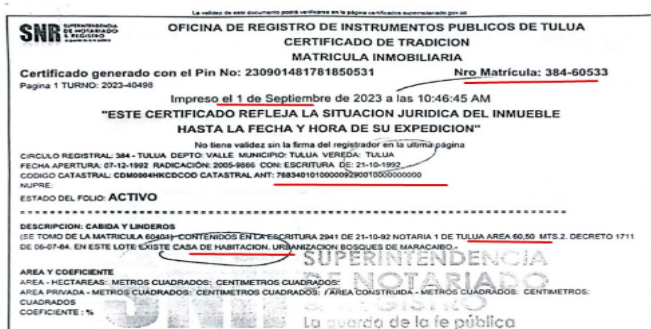 La validez de este documento podrá verificarse en la página certificados.supernotariado.gov.co
SNR SUPERINTENDENCIA DE NOTARIADO & REGISTRO
OFICINA DE REGISTRO DE INSTRUMENTOS PUBLICOS DE TULUA
CERTIFICADO DE TRADICION
MATRICULA INMOBILIARIA
Certificado generado con el Pin No: 230901481781850531 Nro Matrícula: 384-60533
Pagina 1 TURNO: 2023-40498
Impreso el 1 de Septiembre de 2023 a las 10:46:45 AM
"ESTE CERTIFICADO REFLEJA LA SITUACION JURIDICA DEL INMUEBLE
HASTA LA FECHA Y HORA DE SU EXPEDICION"
No tiene validez sin la firma del registrador en la ultima página
CIRCULO REGISTRAL: 384 - TULUA DEPTO: VALLE MUNICIPIO: TULUA VEREDA: TULUA
FECHA APERTURA: 07-12-1992 RADICACIÓN: 2005-9866 CON: ESCRITURA DE: 21-10-1992
CODIGO CATASTRAL: COD CATASTRAL ANT:
NUPRE:
ESTADO DEL FOLIO: ACTIVO
DESCRIPCION: CABIDA Y LINDEROS
(SE TOMO DE LA MATRICULA 60401) CONTENIDOS EN LA ESCRITURA 2941 DE 21-10-92 NOTARIA 1 DE TULUA AREA 60,50 MTS.2. DECRETO 1711
DE 06-07-84. EN ESTE LOTE EXISTE CASA DE HABITACION. URBANIZACION BOSQUES DE MARACAIBO.-
SUPERINTENDENCIA
DE NOTARIADO
AREA Y COEFICIENTE
AREA - HECTAREAS: METROS CUADRADOS: CENTIMETROS CUADRADOS:
AREA PRIVADA - METROS CUADRADOS: CENTIMETROS CUADRADOS: / AREA CONSTRUIDA - METROS CUADRADOS: CENTIMETROS:
CUADRADOS
COEFICIENTE : %
La guarda de la fe pública